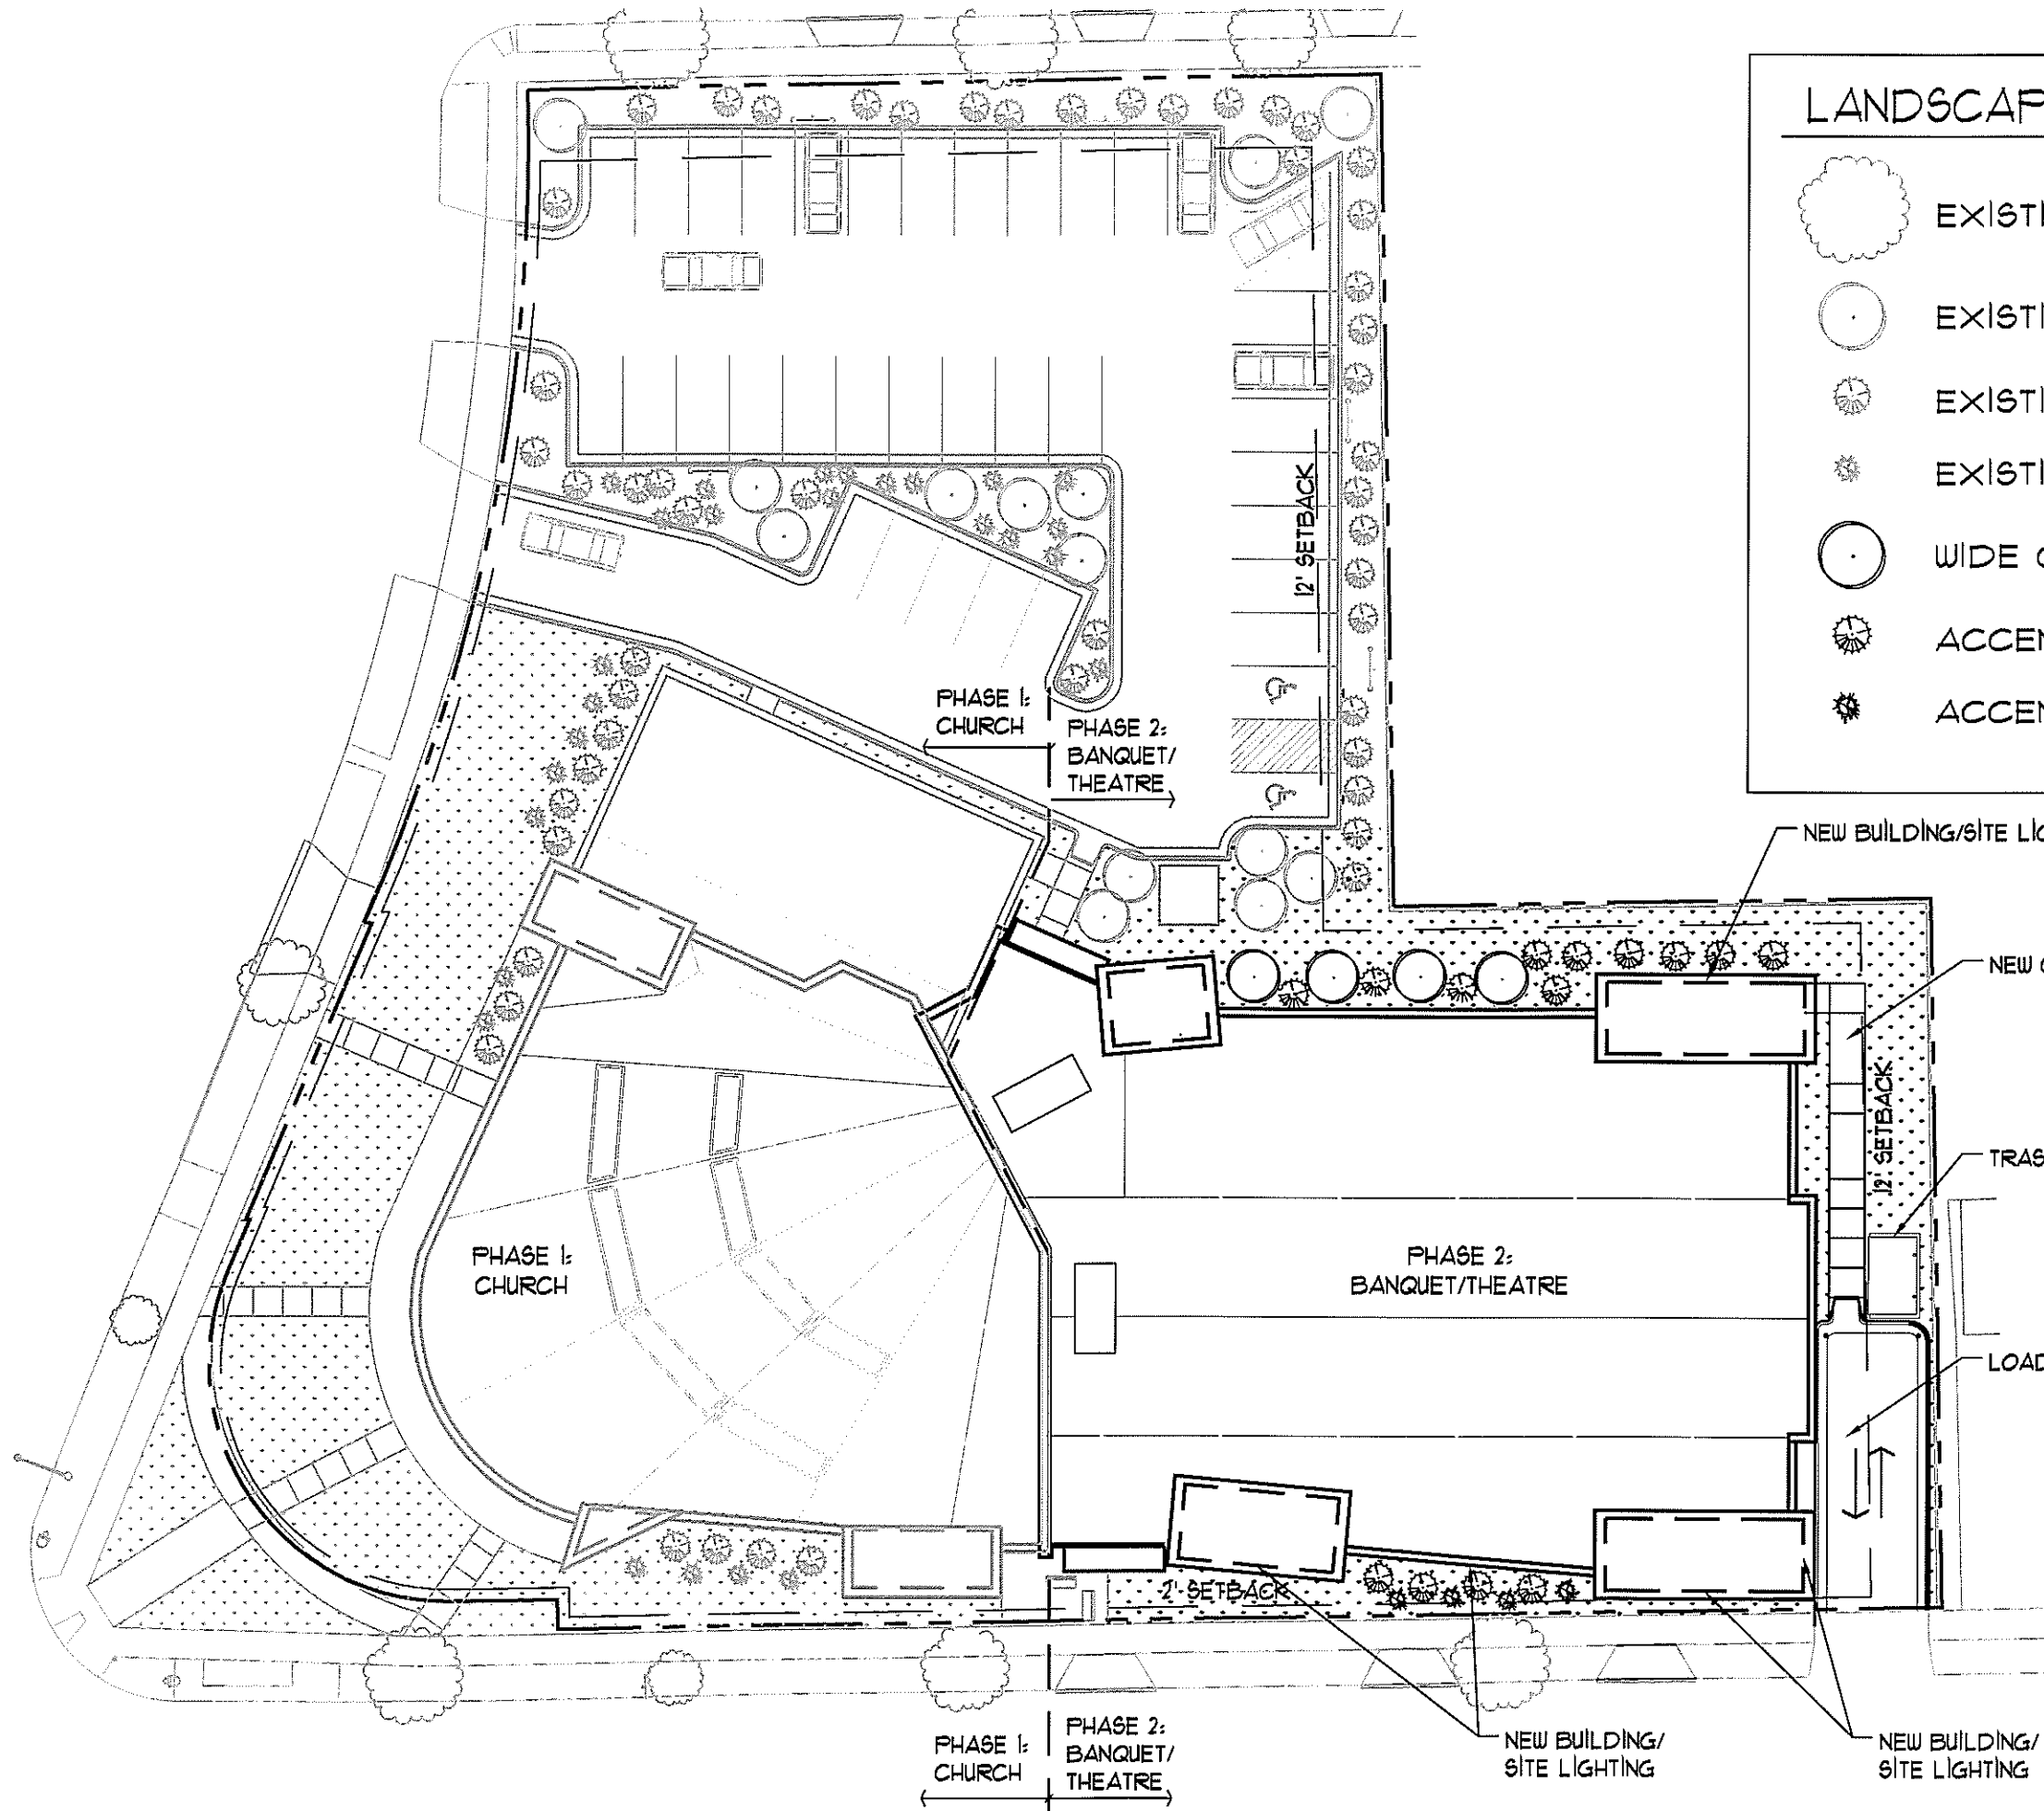 LANDSCAP
EXISTI
EXISTI
EXISTI
EXISTI
WIDE
ACCEN
ACCEN
12' SETBACK
PHASE 1:
CHURCH
PHASE 2:
BANQUET/
THEATRE
NEW BUILDING/SITE LIG
NEW
12' SETBACK
TRAS
PHASE 1:
CHURCH
PHASE 2:
BANQUET/THEATRE
LOAD
2' SETBACK
NEW BUILDING/
SITE LIGHTING
NEW BUILDING/
SITE LIGHTING
PHASE 1:
CHURCH
PHASE 2:
BANQUET/
THEATRE